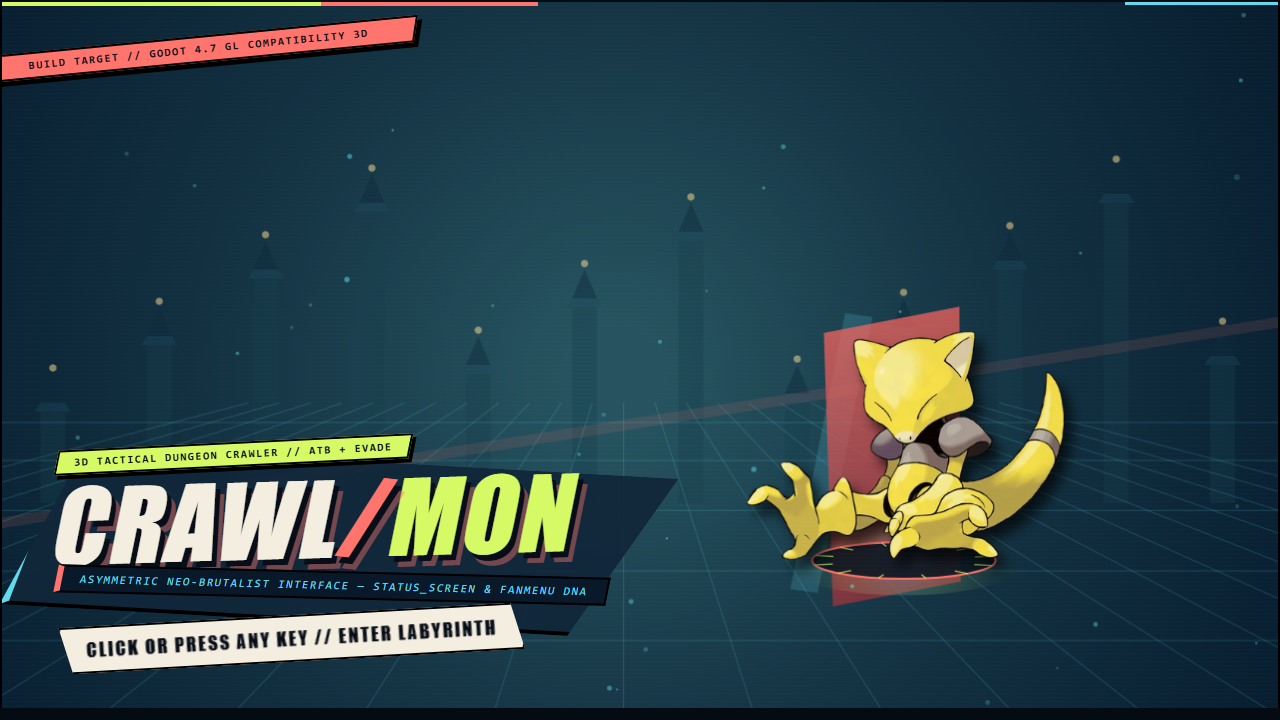 BUILD TARGET // GODOT 4.7 GL COMPATIBILITY 3D
3D TACTICAL DUNGEON CRAWLER // ATB + EVADE
CRAWL/MON
ASYMMETRIC NEO-BRUTALIST INTERFACE — STATUS_SCREEN & FANMENU DNA
CLICK OR PRESS ANY KEY // ENTER LABYRINTH